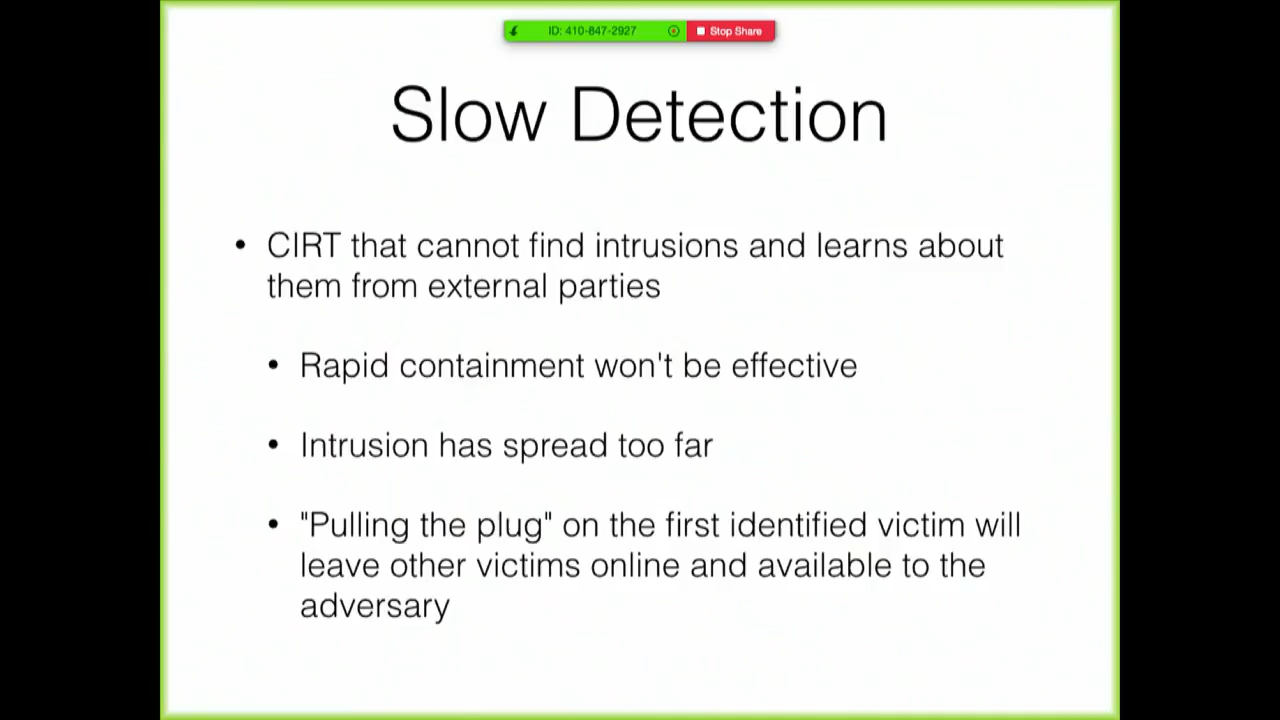 ID: 410-847-2927
Stop Share
Slow Detection
• CIRT that cannot find intrusions and learns about
them from external parties
• Rapid containment won't be effective
• Intrusion has spread too far
• "Pulling the plug" on the first identified victim will
leave other victims online and available to the
adversary